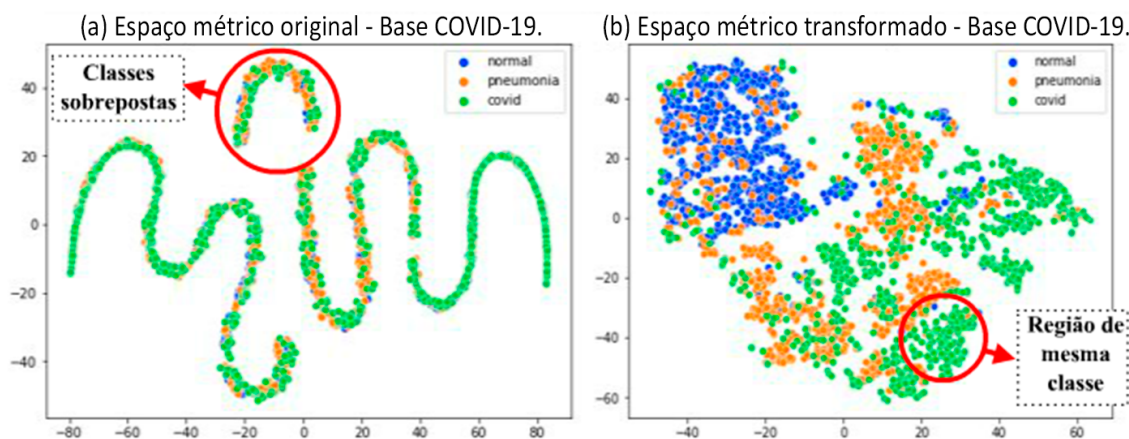 (a) Espaço métrico original - Base COVID-19.
Classes
sobrepostas
normal
pneumonia
covid
40
20
0
−20
−40
−80
−60
−40
−20
0
20
40
60
80
(b) Espaço métrico transformado - Base COVID-19.
normal
pneumonia
covid
40
20
0
−20
−40
−60
−40
−20
0
20
40
60
Região de
mesma
classe